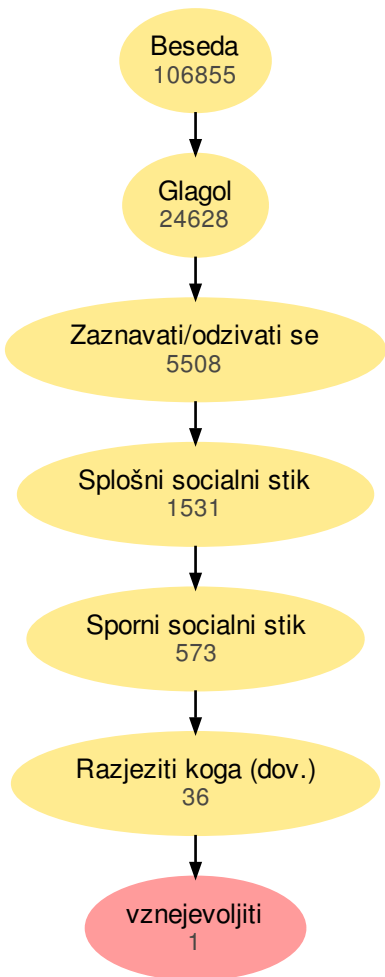 Beseda
106855
Glagol
24628
Zaznavati/odzivati se
5508
Splošni socialni stik
1531
Sporni socialni stik
573
Razjeziti koga (dov.)
36
vznejevoljiti
1